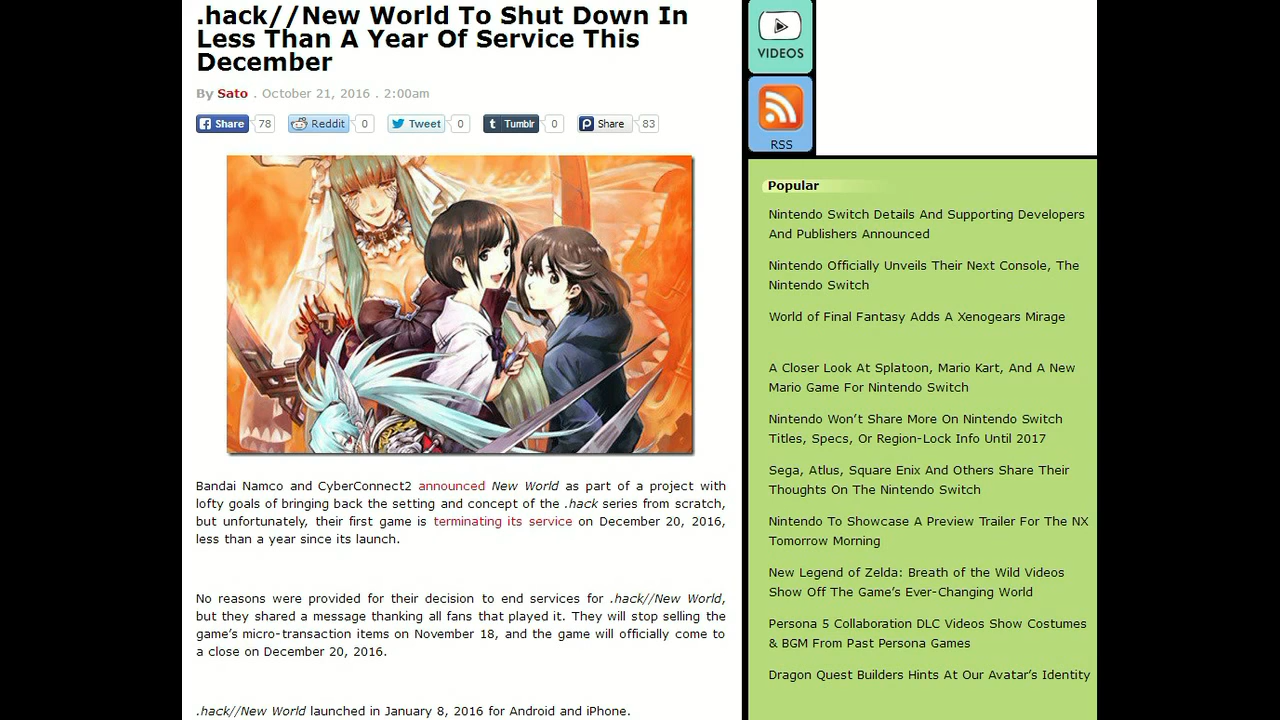 .hack//New World To Shut Down In
Less Than A Year Of Service This
December
By Sato . October 21, 2016 . 2:00am
Share 78 Reddit 0 Tweet 0 Tumblr 0 Share 83
Bandai Namco and CyberConnect2 announced New World as part of a project with
lofty goals of bringing back the setting and concept of the .hack series from scratch,
but unfortunately, their first game is terminating its service on December 20, 2016,
less than a year since its launch.
No reasons were provided for their decision to end services for .hack//New World,
but they shared a message thanking all fans that played it. They will stop selling the
game’s micro-transaction items on November 18, and the game will officially come to
a close on December 20, 2016.
.hack//New World launched in January 8, 2016 for Android and iPhone.
VIDEOS
RSS
Popular
Nintendo Switch Details And Supporting Developers
And Publishers Announced
Nintendo Officially Unveils Their Next Console, The
Nintendo Switch
World of Final Fantasy Adds A Xenogears Mirage
A Closer Look At Splatoon, Mario Kart, And A New
Mario Game For Nintendo Switch
Nintendo Won’t Share More On Nintendo Switch
Titles, Specs, Or Region-Lock Info Until 2017
Sega, Atlus, Square Enix And Others Share Their
Thoughts On The Nintendo Switch
Nintendo To Showcase A Preview Trailer For The NX
Tomorrow Morning
New Legend of Zelda: Breath of the Wild Videos
Show Off The Game’s Ever-Changing World
Persona 5 Collaboration DLC Videos Show Costumes
& BGM From Past Persona Games
Dragon Quest Builders Hints At Our Avatar’s Identity